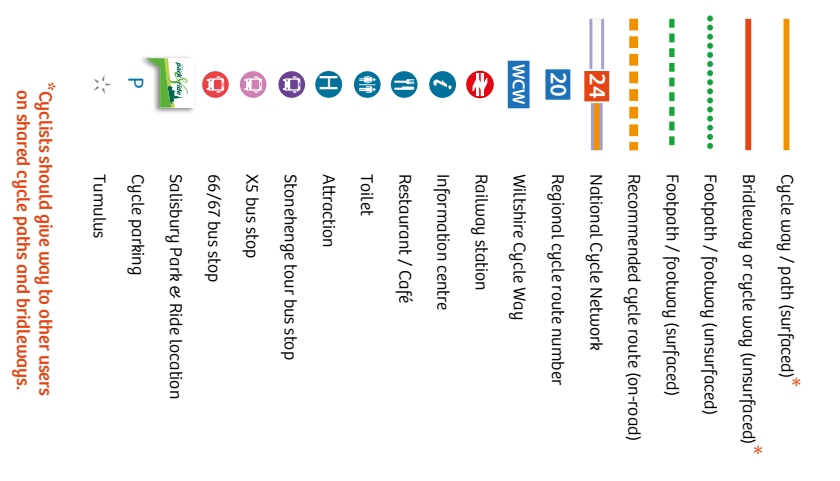 Cycle way / path (surfaced)*
Bridleway or cycle way (unsurfaced)*
Footpath / footway (unsurfaced)
Footpath / footway (surfaced)
Recommended cycle route (on-road)
24 National Cycle Network
20 Regional cycle route number
WCW Wiltshire Cycle Way
Railway station
i Information centre
Restaurant / Café
Toilet
H Attraction
Stonehenge tour bus stop
X5 bus stop
66/67 bus stop
park & ride Salisbury Park & Ride location
P Cycle parking
Tumulus
*Cyclists should give way to other users
on shared cycle paths and bridleways.